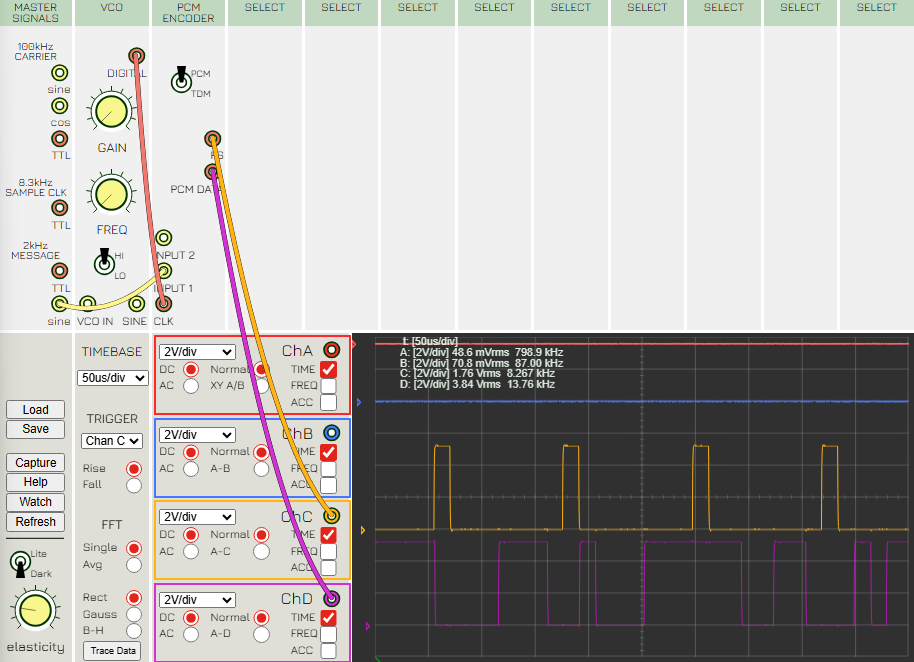 MASTER SIGNALS
VCO
PCM ENCODER
SELECT
SELECT
SELECT
SELECT
SELECT
SELECT
SELECT
SELECT
SELECT
100kHz
CARRIER
sine
cos
TTL
8.3kHz
SAMPLE CLK
TTL
2kHz
MESSAGE
TTL
sine
DIGITAL
GAIN
FREQ
HI
LO
VCO IN
SINE
PCM
TDM
FS
PCM DATA
INPUT 2
INPUT 1
CLK
Load
Save
Capture
Help
Watch
Refresh
Lite
Dark
elasticity
TIMEBASE
50us/div
TRIGGER
Chan C
Rise
Fall
FFT
Single
Avg
Rect
Gauss
B-H
Trace Data
2V/div
ChA
DC
Normal
TIME
AC
XY A/B
FREQ
ACC
2V/div
ChB
DC
Normal
TIME
AC
A-B
FREQ
ACC
2V/div
ChC
DC
Normal
TIME
AC
A-C
FREQ
ACC
2V/div
ChD
DC
Normal
TIME
AC
A-D
FREQ
ACC
t: [50us/div]
A: [2V/div] 48.6 mVrms 798.9 kHz
B: [2V/div] 70.8 mVrms 87.00 kHz
C: [2V/div] 1.76 Vrms 8.267 kHz
D: [2V/div] 3.84 Vrms 13.76 kHz